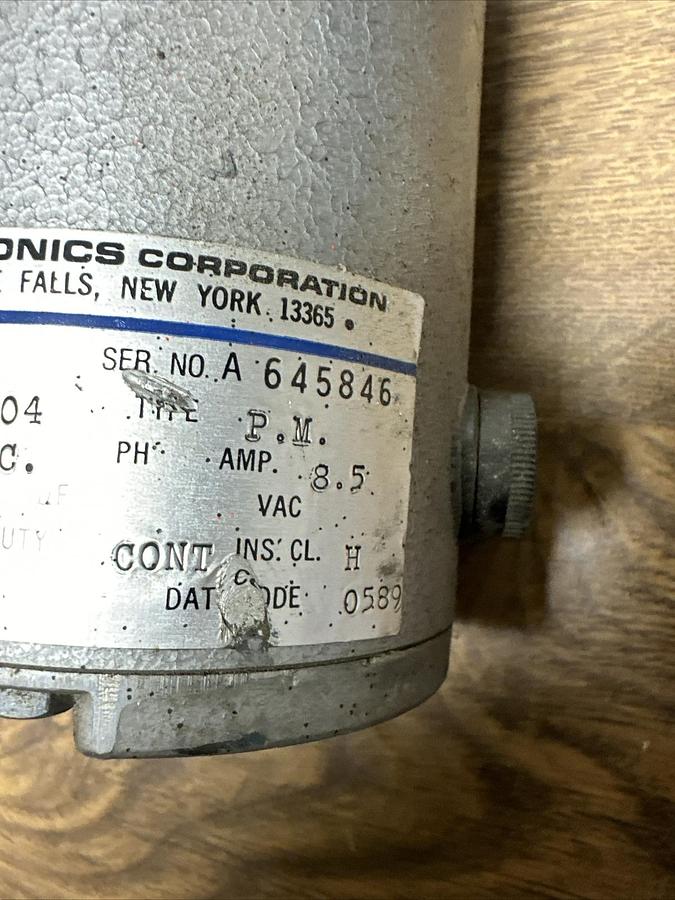 ONICS CORPORATION
FALLS, NEW YORK. 13365
SER. NO. A 645846
04 TYPE P.M.
C. PH. AMP. 8.5
VAC
UTY CONT INS. CL. H
DATE CODE 0589